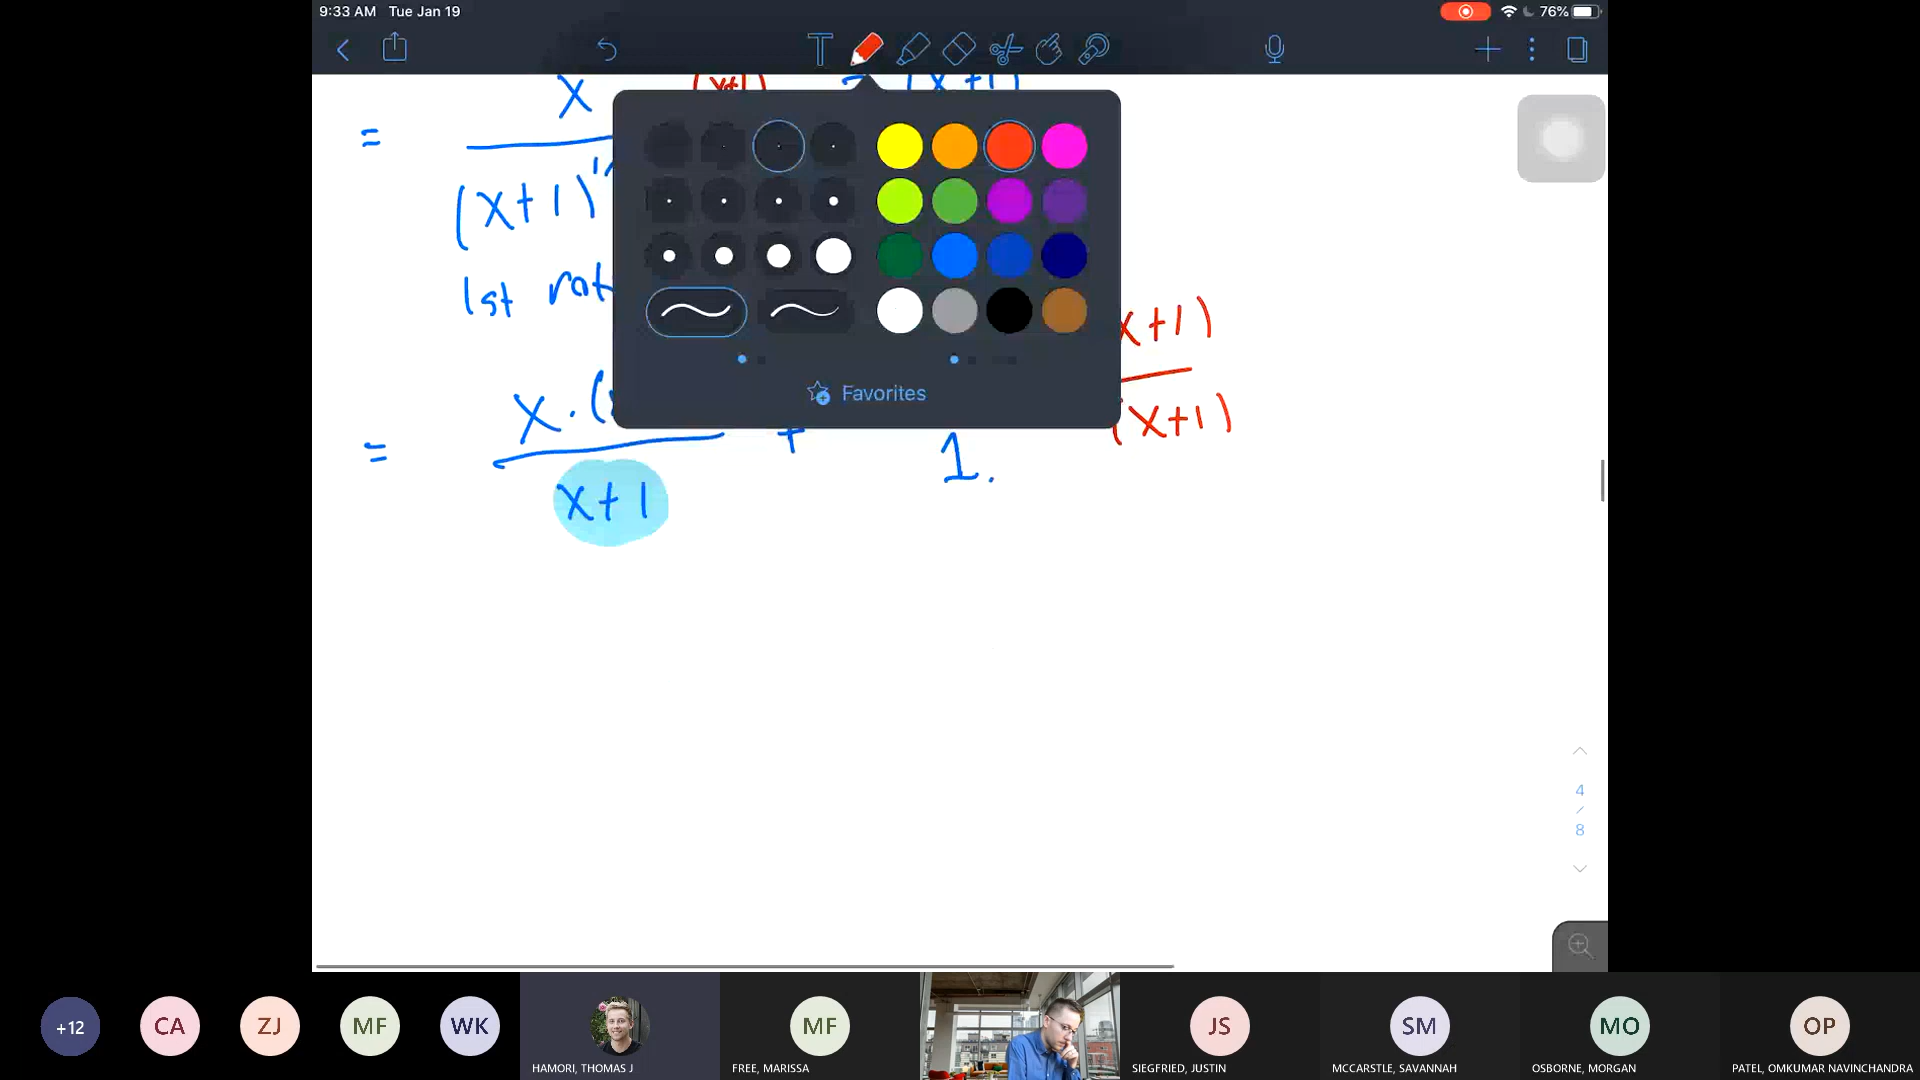 9:33 AM Tue Jan 19
76%
T
x (x+1) (x+1)
=
(x+1)
1st
x+1)
x . (
= + 1.
(x+1)
x+1
Favorites
4
/
8
+12
CA
ZJ
MF
WK
HAMORI, THOMAS J
MF
FREE, MARISSA
JS
SIEGFRIED, JUSTIN
SM
MCCARSTLE, SAVANNAH
MO
OSBORNE, MORGAN
OP
PATEL, OMKUMAR NAVINCHANDRA